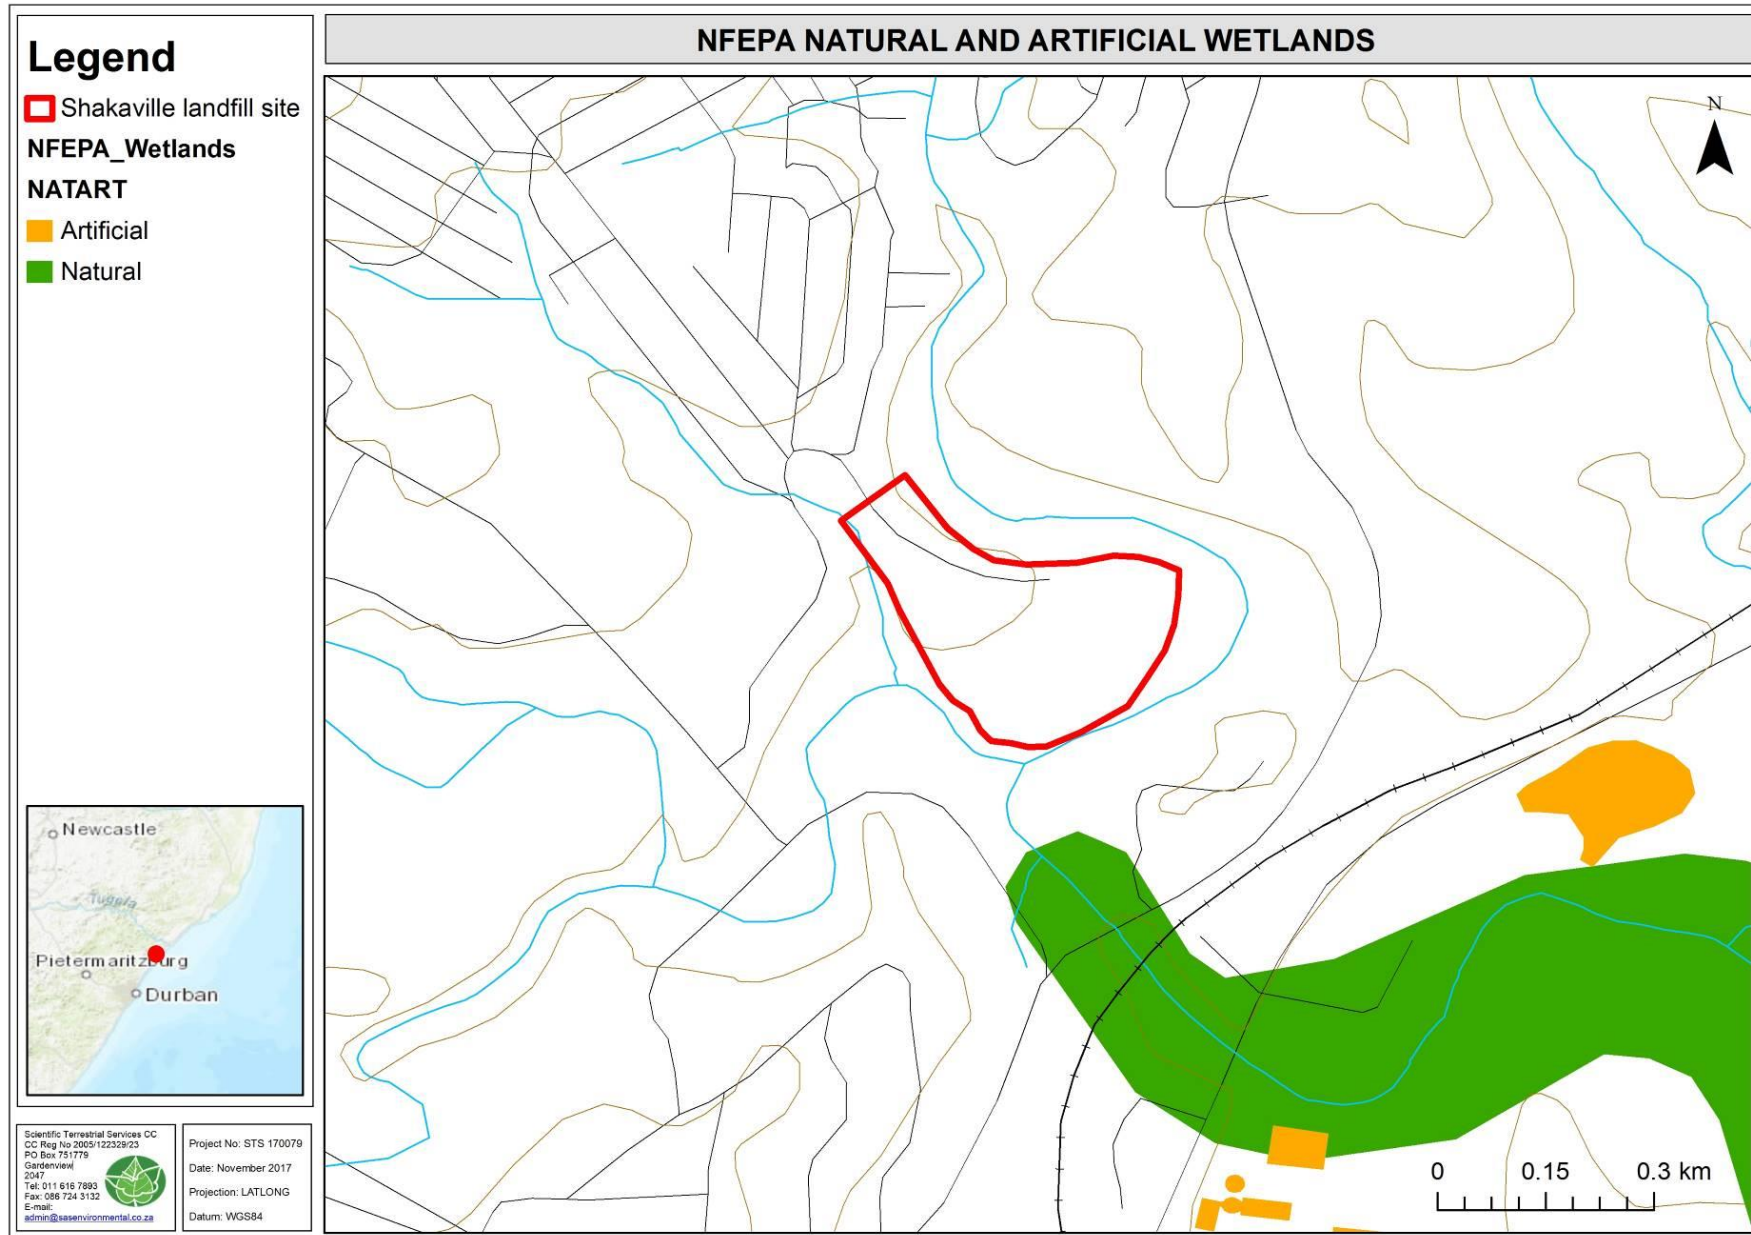 NFEPA NATURAL AND ARTIFICIAL WETLANDS
Legend
Shakaville landfill site
NFEPA_Wetlands
NATART
Artificial
Natural
N
Newcastle
Tugela
Pietermaritzburg
Durban
Scientific Terrestrial Services CC
CC Reg No 2005/122329/23
PO Box 751779
Gardenview
2047
Tel: 011 616 7893
Fax: 086 724 3132
E-mail:
admin@sasenvironmental.co.za
Project No: STS 170079
Date: November 2017
Projection: LATLONG
Datum: WGS84
0 0.15 0.3 km